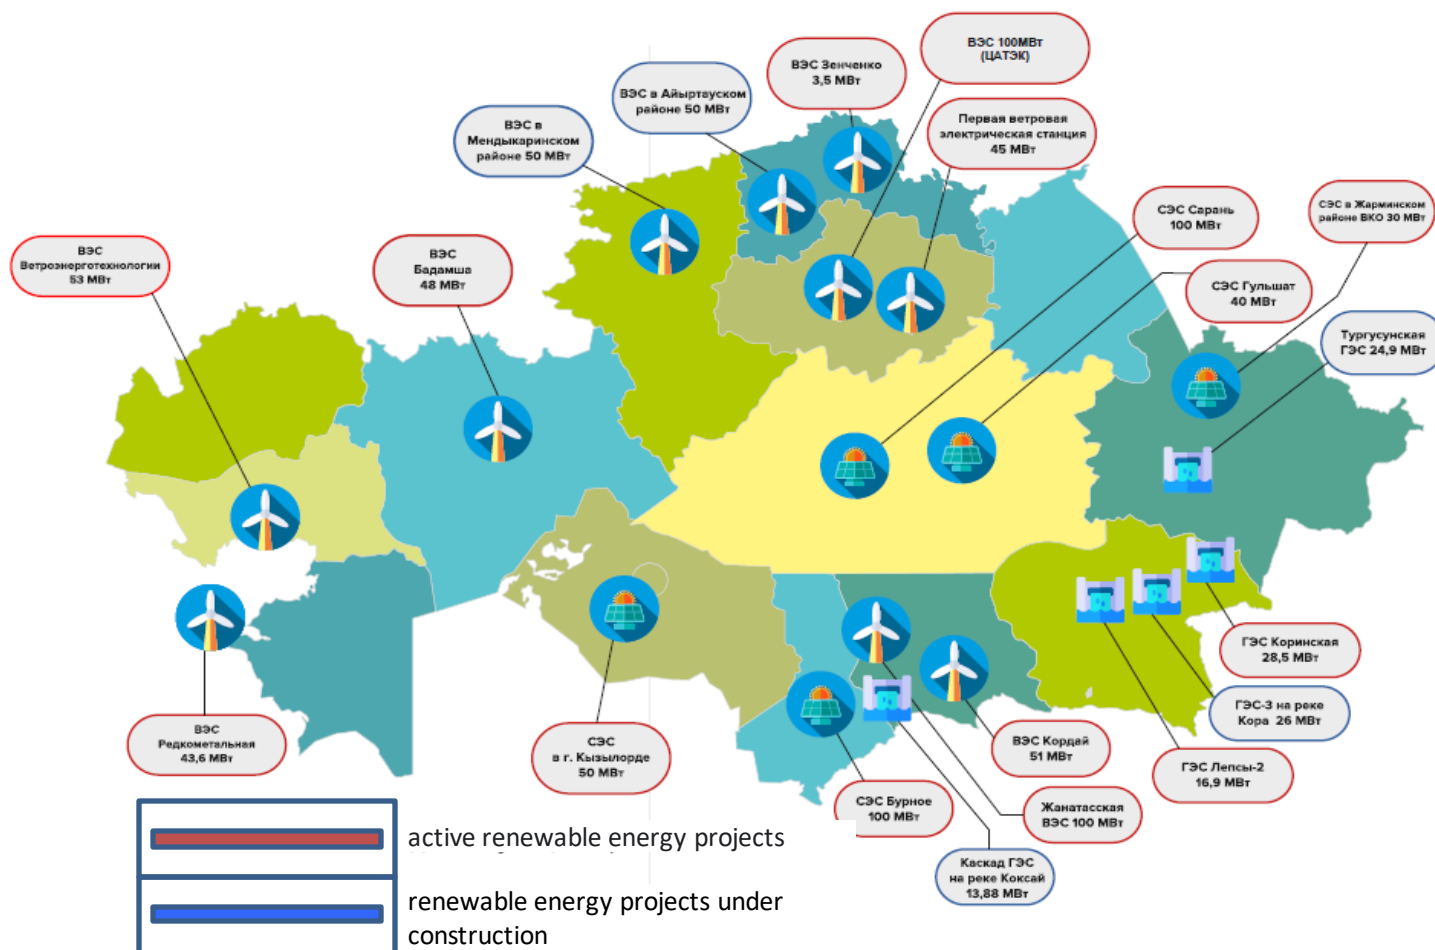 ВЭС 100МВт
(ЦАТЭК)
ВЭС Зенченко
3,5 МВт
ВЭС в Айыртауском
районе 50 МВт
ВЭС в
Мендыкаринском
районе 50 МВт
Первая ветровая
электрическая станция
45 МВт
СЭС Сарань
100 МВт
СЭС в Жарминском
районе ВКО 30 МВт
ВЭС
Ветроэнерготехнологии
53 МВт
ВЭС
Бадамша
48 МВт
СЭС Гульшат
40 МВт
Тургусунская
ГЭС 24,9 МВт
ГЭС Коринская
28,5 МВт
ГЭС-3 на реке
Кора 26 МВт
ВЭС
Редкометальная
43,6 МВт
СЭС
в г. Кызылорде
50 МВт
ВЭС Кордай
51 МВт
ГЭС Лепсы-2
16,9 МВт
СЭС Бурное
100 МВт
Жанатасская
ВЭС 100 МВт
Каскад ГЭС
на реке Коксай
13,88 МВт
active renewable energy projects
renewable energy projects under
construction